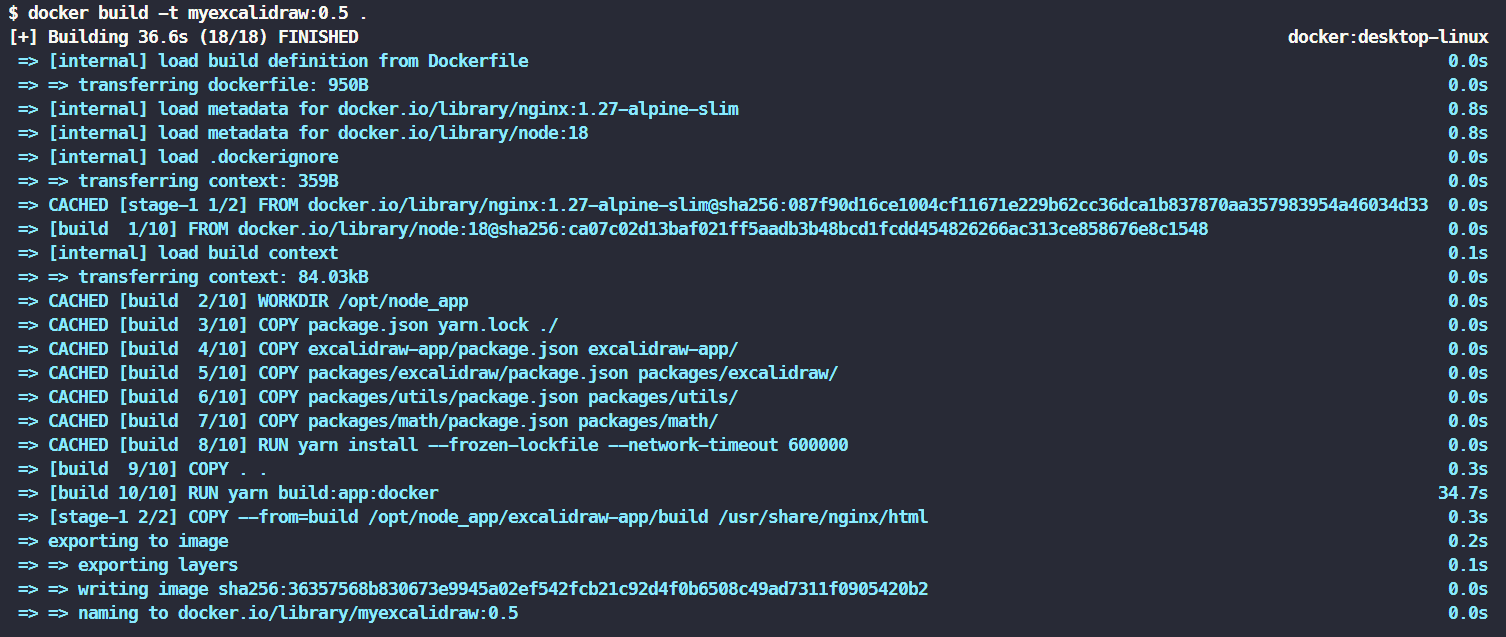 $ docker build -t myexcalidraw:0.5 .
[+] Building 36.6s (18/18) FINISHED docker:desktop-linux
=> [internal] load build definition from Dockerfile 0.0s
=> => transferring dockerfile: 950B 0.0s
=> [internal] load metadata for docker.io/library/nginx:1.27-alpine-slim 0.8s
=> [internal] load metadata for docker.io/library/node:18 0.8s
=> [internal] load .dockerignore 0.0s
=> => transferring context: 359B 0.0s
=> CACHED [stage-1 1/2] FROM docker.io/library/nginx:1.27-alpine-slim@sha256:087f90d16ce1004cf11671e229b62cc36dca1b837870aa357983954a46034d33 0.0s
=> [build  1/10] FROM docker.io/library/node:18@sha256:ca07c02d13baf021ff5aadb3b48bcd1fcdd454826266ac313ce858676e8c1548 0.0s
=> [internal] load build context 0.1s
=> => transferring context: 84.03kB 0.0s
=> CACHED [build  2/10] WORKDIR /opt/node_app 0.0s
=> CACHED [build  3/10] COPY package.json yarn.lock ./ 0.0s
=> CACHED [build  4/10] COPY excalidraw-app/package.json excalidraw-app/ 0.0s
=> CACHED [build  5/10] COPY packages/excalidraw/package.json packages/excalidraw/ 0.0s
=> CACHED [build  6/10] COPY packages/utils/package.json packages/utils/ 0.0s
=> CACHED [build  7/10] COPY packages/math/package.json packages/math/ 0.0s
=> CACHED [build  8/10] RUN yarn install --frozen-lockfile --network-timeout 600000 0.0s
=> [build  9/10] COPY . . 0.3s
=> [build 10/10] RUN yarn build:app:docker 34.7s
=> [stage-1 2/2] COPY --from=build /opt/node_app/excalidraw-app/build /usr/share/nginx/html 0.3s
=> exporting to image 0.2s
=> => exporting layers 0.1s
=> => writing image sha256:36357568b830673e9945a02ef542fcb21c92d4f0b6508c49ad7311f0905420b2 0.0s
=> => naming to docker.io/library/myexcalidraw:0.5 0.0s